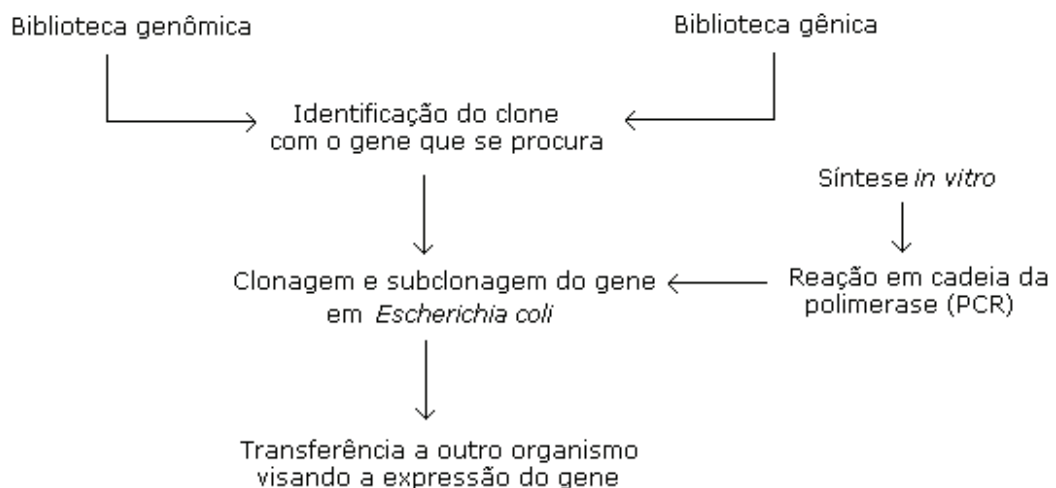 Biblioteca genômica
Biblioteca gênica
Identificação do clone
com o gene que se procura
Síntese in vitro
Clonagem e subclonagem do gene
em Escherichia coli
Reação em cadeia da
polimerase (PCR)
Transferência a outro organismo
visando a expressão do gene